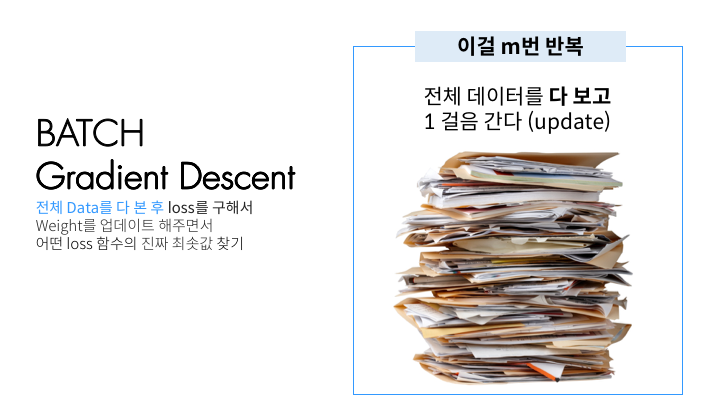 BATCH
Gradient Descent
전체 Data를 다 본 후 loss를 구해서
Weight를 업데이트 해주면서
어떤 loss 함수의 진짜 최솟값 찾기
이걸 m번 반복
전체 데이터를 다 보고
1 걸음 간다 (update)